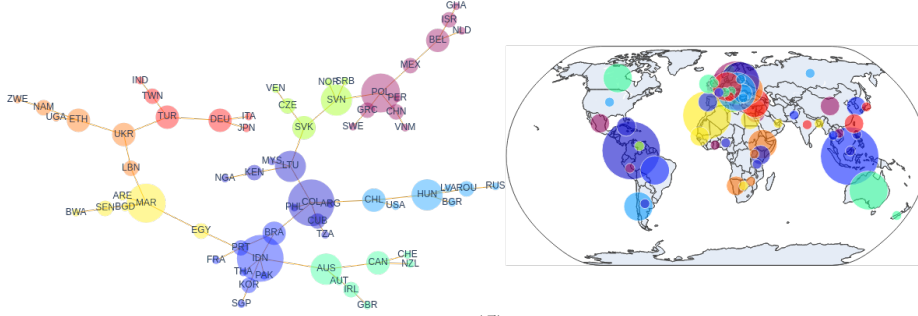 GHA
ISR
NLD
BEL
MEX
IND
NOR SRB
VEN
TWN
POL
ZWE
SVN
PER
NAM
CZE
GRC CHN
UGA ETH
TUR
DEU ITA
SWE
VNM
JPN
SVK
UKR
LBN
MYS LTU
NGA KEN
ARE
MAR
SEN BGD
BWA
PHL COL ARG
CHL
USA
HUN
LVA ROU RUS
BGR
CUB
TZA
EGY
BRA
PRT
FRA
IDN
THA
PAK
KOR
SGP
AUS
CAN
CHE
NZL
AUT
IRL
GBR